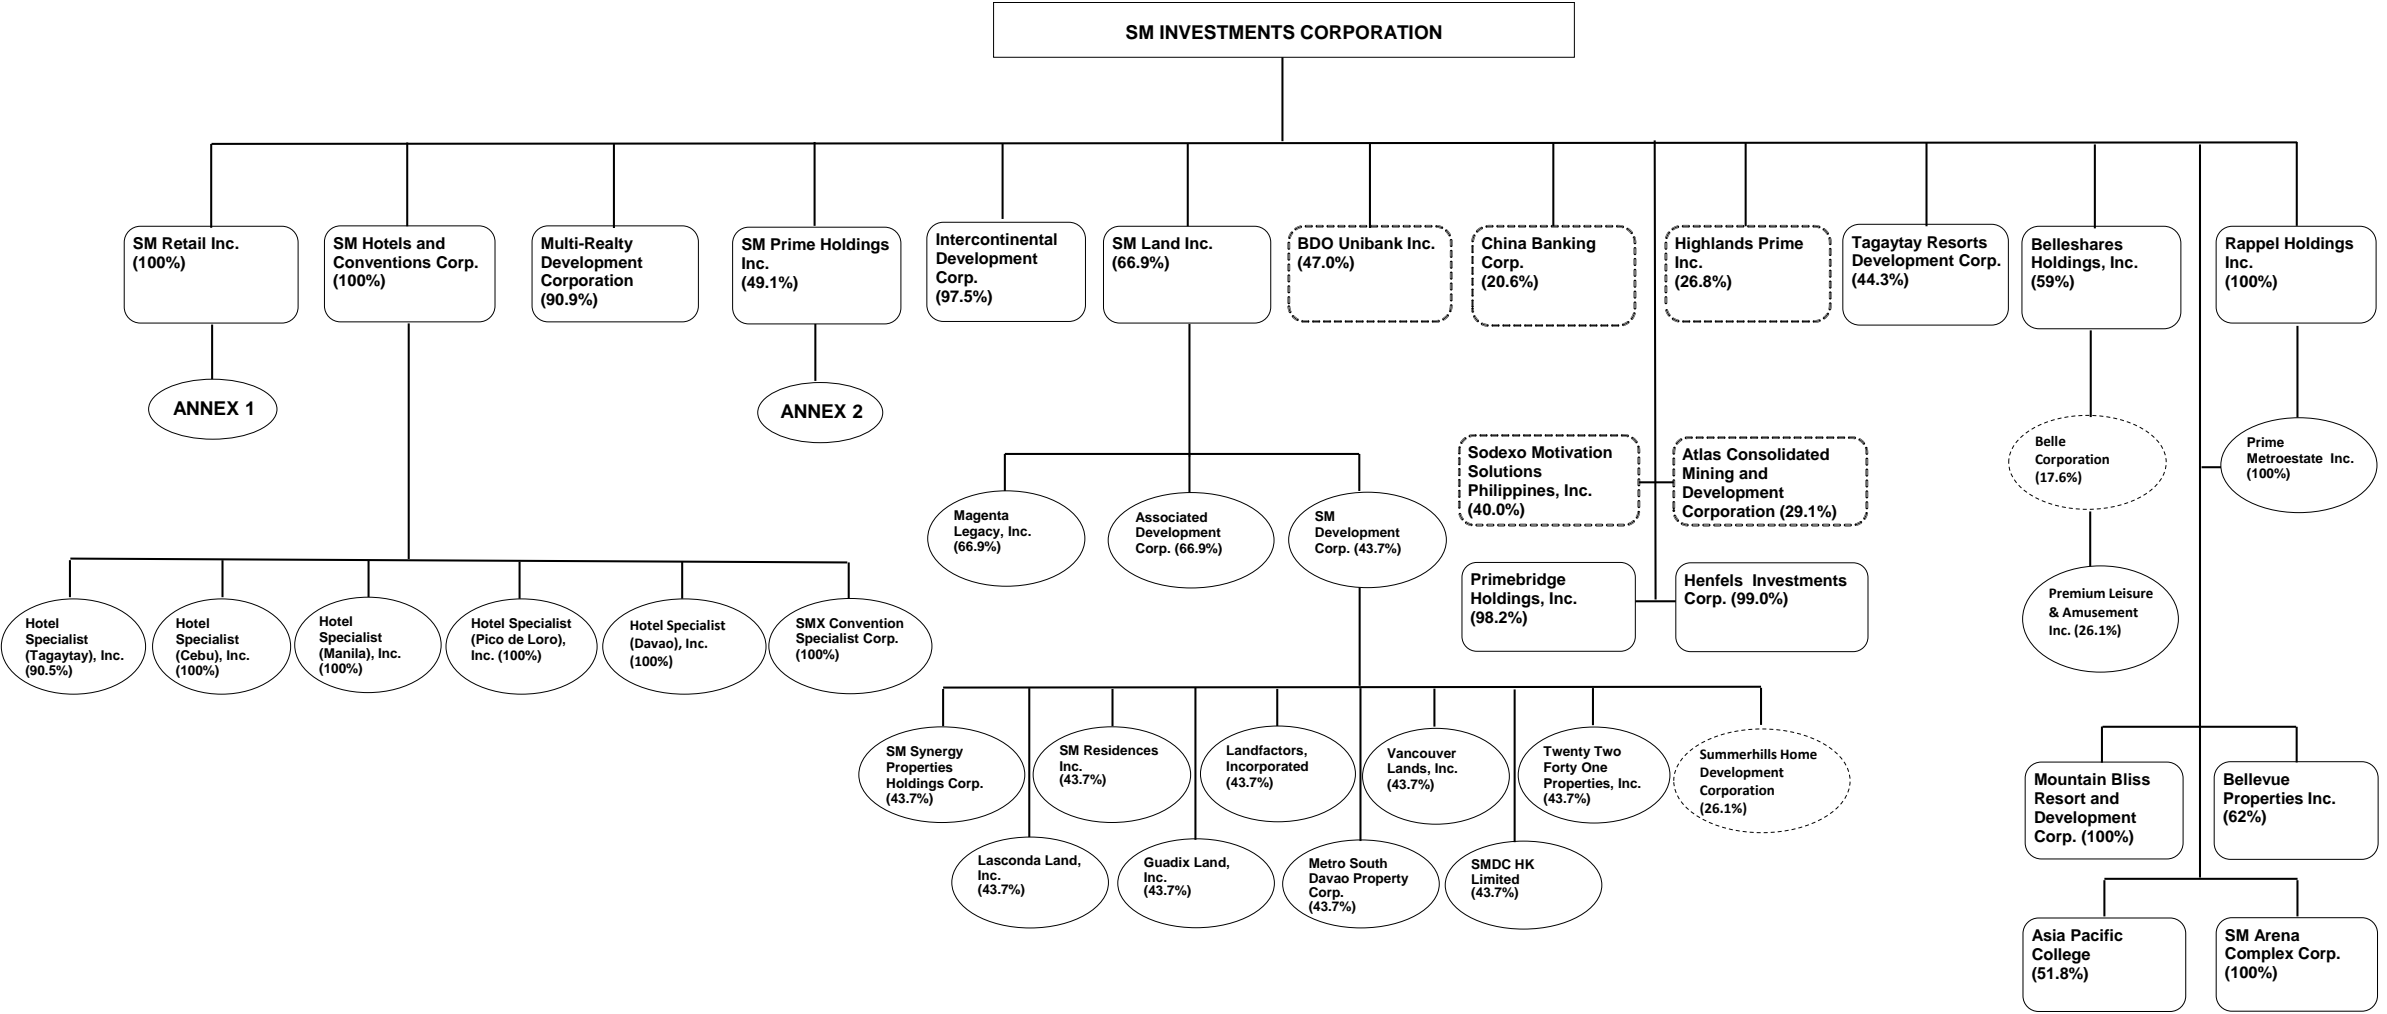 SM INVESTMENTS CORPORATION
SM Retail Inc.
(100%)
SM Hotels and
Conventions Corp.
(100%)
Multi-Realty
Development
Corporation
(90.9%)
SM Prime Holdings
Inc.
(49.1%)
Intercontinental
Development
Corp.
(97.5%)
SM Land Inc.
(66.9%)
BDO Unibank Inc.
(47.0%)
China Banking
Corp.
(20.6%)
Highlands Prime
Inc.
(26.8%)
Tagaytay Resorts
Development Corp.
(44.3%)
Belleshares
Holdings, Inc.
(59%)
Rappel Holdings
Inc.
(100%)
ANNEX 1
ANNEX 2
Sodexo Motivation
Solutions
Philippines, Inc.
(40.0%)
Atlas Consolidated
Mining and
Development
Corporation (29.1%)
Belle
Corporation
(17.6%)
Prime
Metroestate Inc.
(100%)
Magenta
Legacy, Inc.
(66.9%)
Associated
Development
Corp. (66.9%)
SM
Development
Corp. (43.7%)
Primebridge
Holdings, Inc.
(98.2%)
Henfels Investments
Corp. (99.0%)
Premium Leisure
& Amusement
Inc. (26.1%)
Hotel
Specialist
(Tagaytay), Inc.
(90.5%)
Hotel
Specialist
(Cebu), Inc.
(100%)
Hotel
Specialist
(Manila), Inc.
(100%)
Hotel Specialist
(Pico de Loro),
Inc. (100%)
Hotel Specialist
(Davao), Inc.
(100%)
SMX Convention
Specialist Corp.
(100%)
SM Synergy
Properties
Holdings Corp.
(43.7%)
SM Residences
Inc.
(43.7%)
Landfactors,
Incorporated
(43.7%)
Vancouver
Lands, Inc.
(43.7%)
Twenty Two
Forty One
Properties, Inc.
(43.7%)
Summerhills Home
Development
Corporation
(26.1%)
Mountain Bliss
Resort and
Development
Corp. (100%)
Bellevue
Properties Inc.
(62%)
Lasconda Land,
Inc.
(43.7%)
Guadix Land,
Inc.
(43.7%)
Metro South
Davao Property
Corp.
(43.7%)
SMDC HK
Limited
(43.7%)
Asia Pacific
College
(51.8%)
SM Arena
Complex Corp.
(100%)